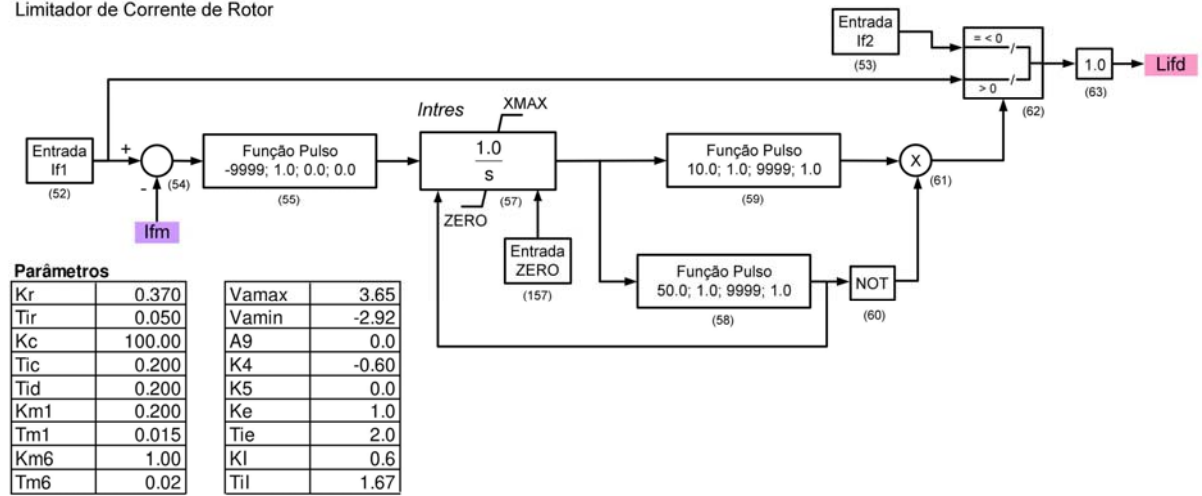 Limitador de Corrente de Rotor
Entrada
If2
(53)
= < 0
> 0
(62)
1.0
(63)
Lifd
Entrada
If1
(52)
+
-
(54)
Ifm
Função Pulso
-9999; 1.0; 0.0; 0.0
(55)
Intres
XMAX
1.0
s
(57)
ZERO
Entrada
ZERO
(157)
Função Pulso
10.0; 1.0; 9999; 1.0
(59)
X
(61)
Função Pulso
50.0; 1.0; 9999; 1.0
(58)
NOT
(60)
Parâmetros
Kr 0.370
Tir 0.050
Kc 100.00
Tic 0.200
Tid 0.200
Km1 0.200
Tm1 0.015
Km6 1.00
Tm6 0.02
Vamax 3.65
Vamin -2.92
A9 0.0
K4 -0.60
K5 0.0
Ke 1.0
Tie 2.0
KI 0.6
Til 1.67